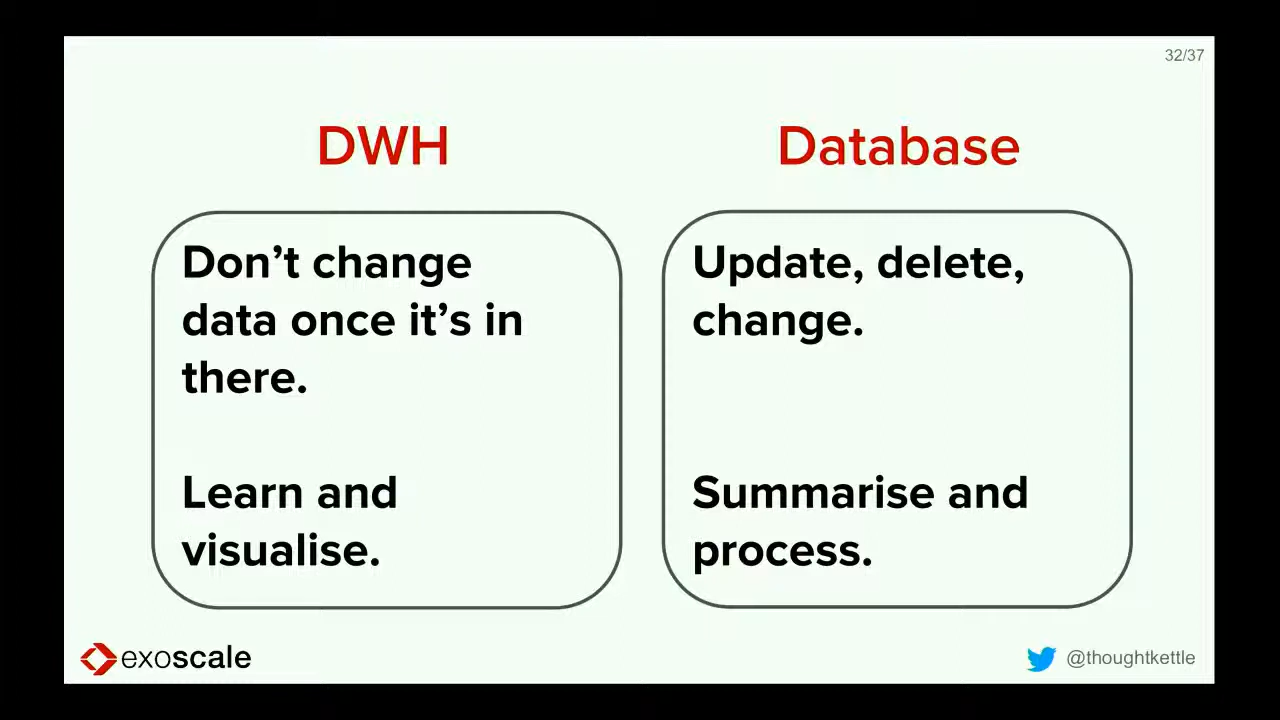 32/37
DWH
Database
Don’t change
data once it’s in
there.
Learn and
visualise.
Update, delete,
change.
Summarise and
process.
exoscale
@thoughtkettle